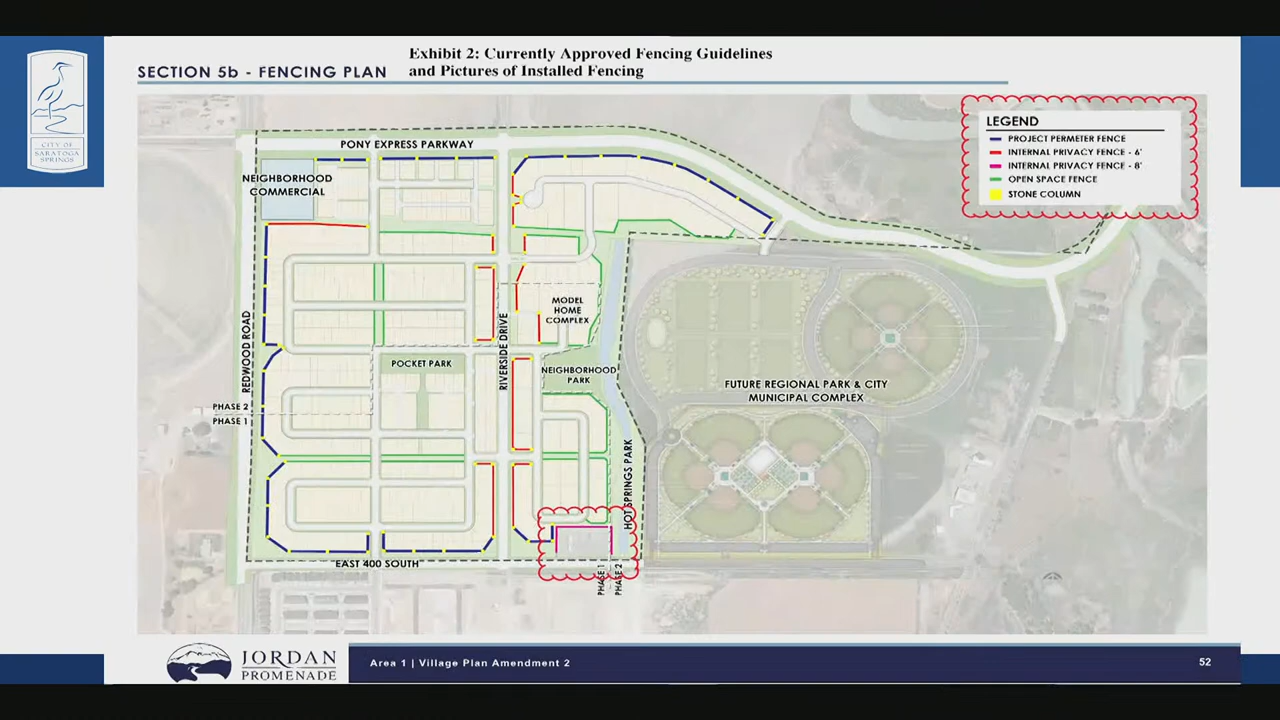 Exhibit 2: Currently Approved Fencing Guidelines
and Pictures of Installed Fencing
SECTION 5b - FENCING PLAN
CITY OF
SARATOGA
SPRINGS
LEGEND
PROJECT PERMETER FENCE
INTERNAL PRIVACY FENCE - 6'
INTERNAL PRIVACY FENCE - 8'
OPEN SPACE FENCE
STONE COLUMN
PONY EXPRESS PARKWAY
NEIGHBORHOOD
COMMERCIAL
REDWOOD ROAD
RIVERSIDE DRIVE
MODEL
HOME
COMPLEX
POCKET PARK
NEIGHBORHOOD
PARK
FUTURE REGIONAL PARK & CITY
MUNICIPAL COMPLEX
PHASE 2
PHASE 1
HOT SPRINGS PARK
EAST 400 SOUTH
PHASE 1
PHASE 2
JORDAN
PROMENADE
Area 1 | Village Plan Amendment 2
52